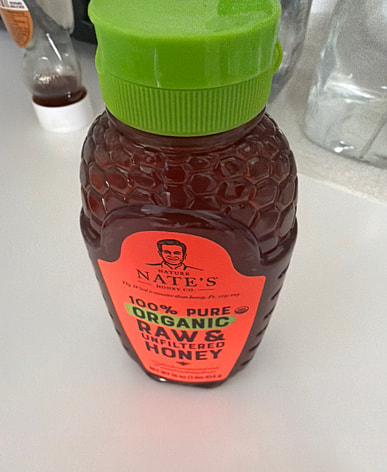 NATURE
NATE'S
HONEY CO.
100% PURE
ORGANIC
RAW &
UNFILTERED
HONEY